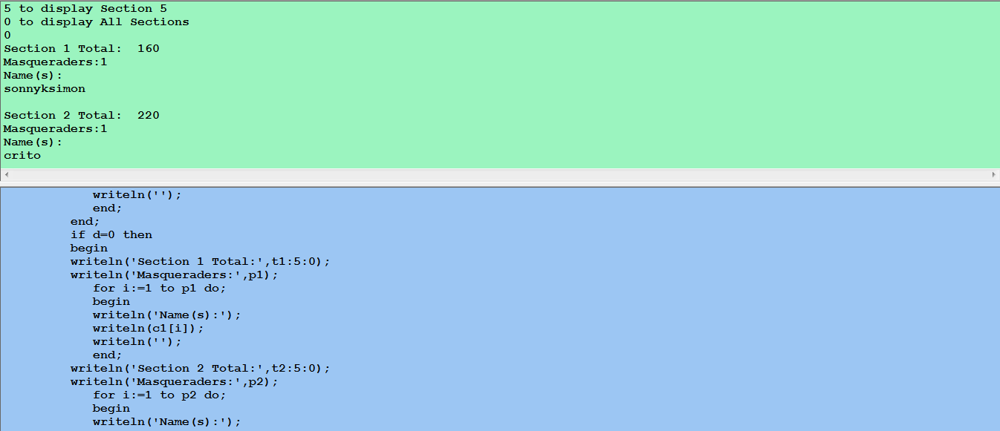 5 to display Section 5
0 to display All Sections
0
Section 1 Total:  160
Masqueraders:1
Name(s):
sonnyksimon

Section 2 Total:  220
Masqueraders:1
Name(s):
crito
            writeln('');
            end;
         end;
         if d=0 then
         begin
         writeln('Section 1 Total:',t1:5:0);
         writeln('Masqueraders:',p1);
            for i:=1 to p1 do;
            begin
            writeln('Name(s):');
            writeln(c1[i]);
            writeln('');
            end;
         writeln('Section 2 Total:',t2:5:0);
         writeln('Masqueraders:',p2);
            for i:=1 to p2 do;
            begin
            writeln('Name(s):');